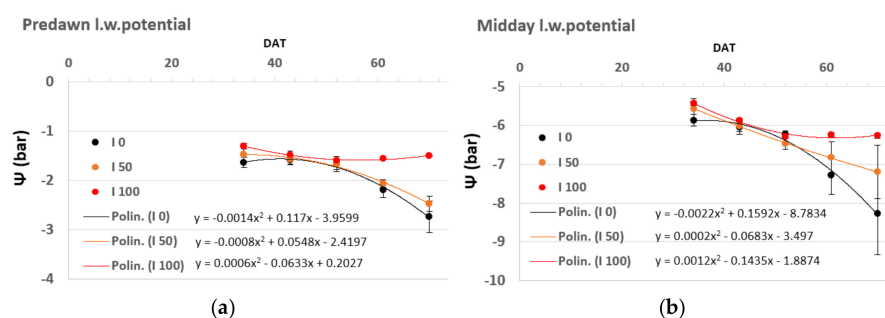 Predawn l.w.potential
DAT
0 20 40 60 80
0
-1
-2
-3
-4
Ψ (bar)
I 0
I 50
I 100
Polin. (I 0) y = -0.0014x² + 0.117x - 3.9599
Polin. (I 50) y = -0.0008x² + 0.0548x - 2.4197
Polin. (I 100) y = 0.0006x² - 0.0633x + 0.2027
(a)
Midday l.w.potential
DAT
0 20 40 60
-5
-6
-7
-8
-9
-10
Ψ (bar)
I 0
I 50
I 100
Polin. (I 0) y = -0.0022x² + 0.1592x - 8.7834
Polin. (I 50) y = 0.0002x² - 0.0683x - 3.497
Polin. (I 100) y = 0.0012x² - 0.1435x - 1.8874
(b)